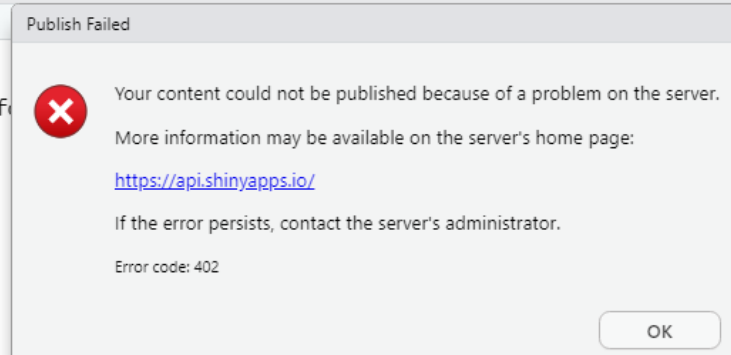 Publish Failed
Your content could not be published because of a problem on the server.
More information may be available on the server's home page:
https://api.shinyapps.io/
If the error persists, contact the server's administrator.
Error code: 402
OK